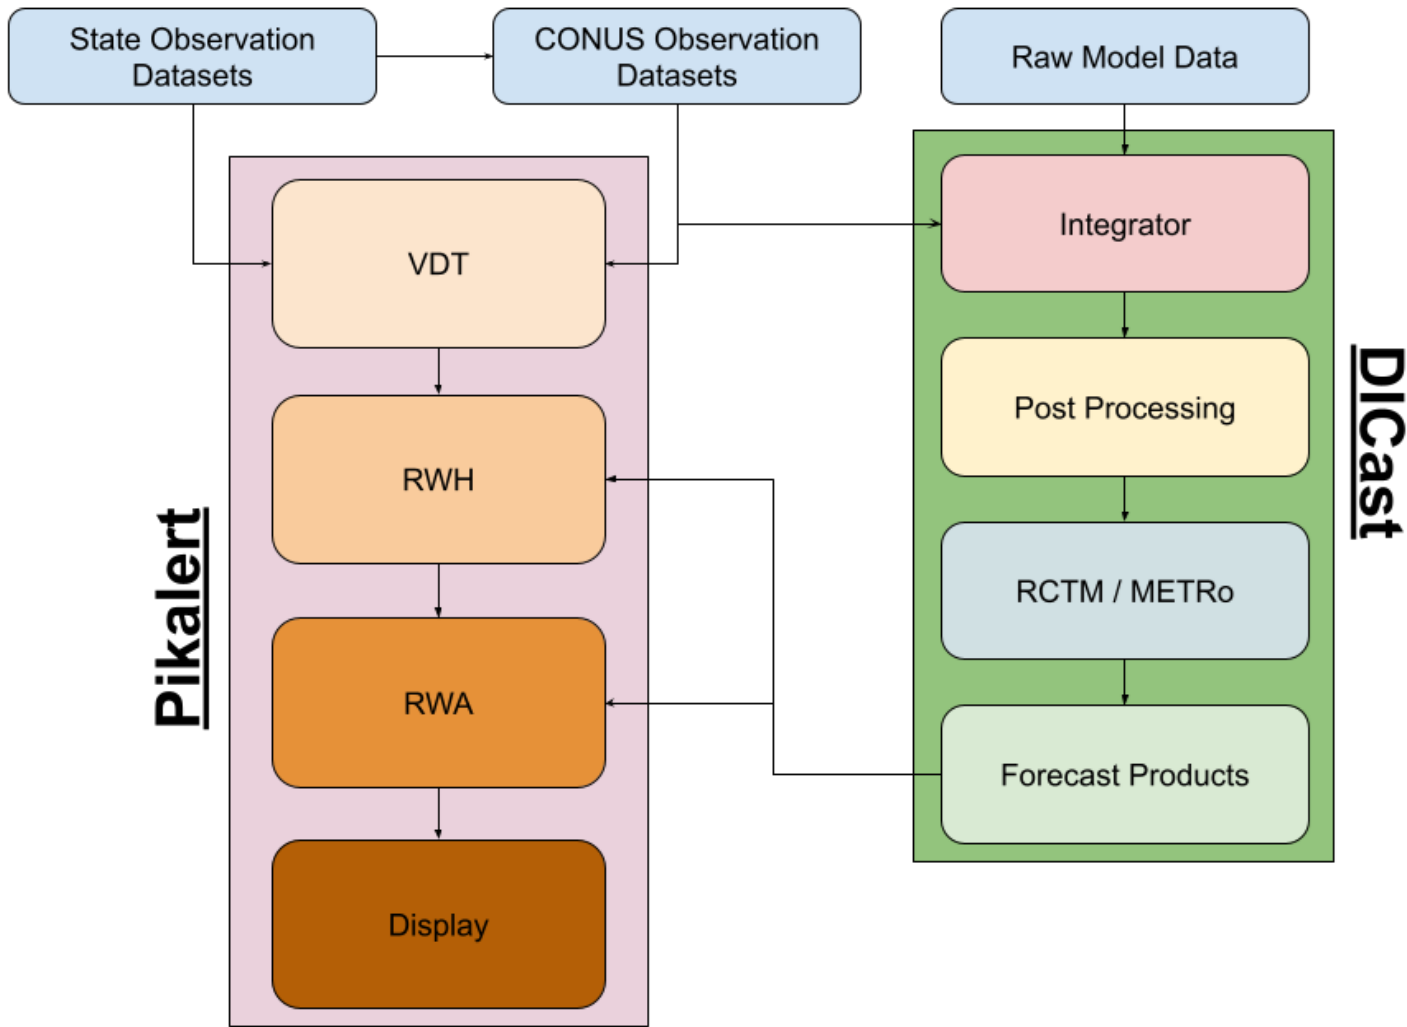 State Observation
Datasets
CONUS Observation
Datasets
Raw Model Data
VDT
RWH
RWA
Display
Pikalert
Integrator
Post Processing
RCTM / METRo
Forecast Products
DICast